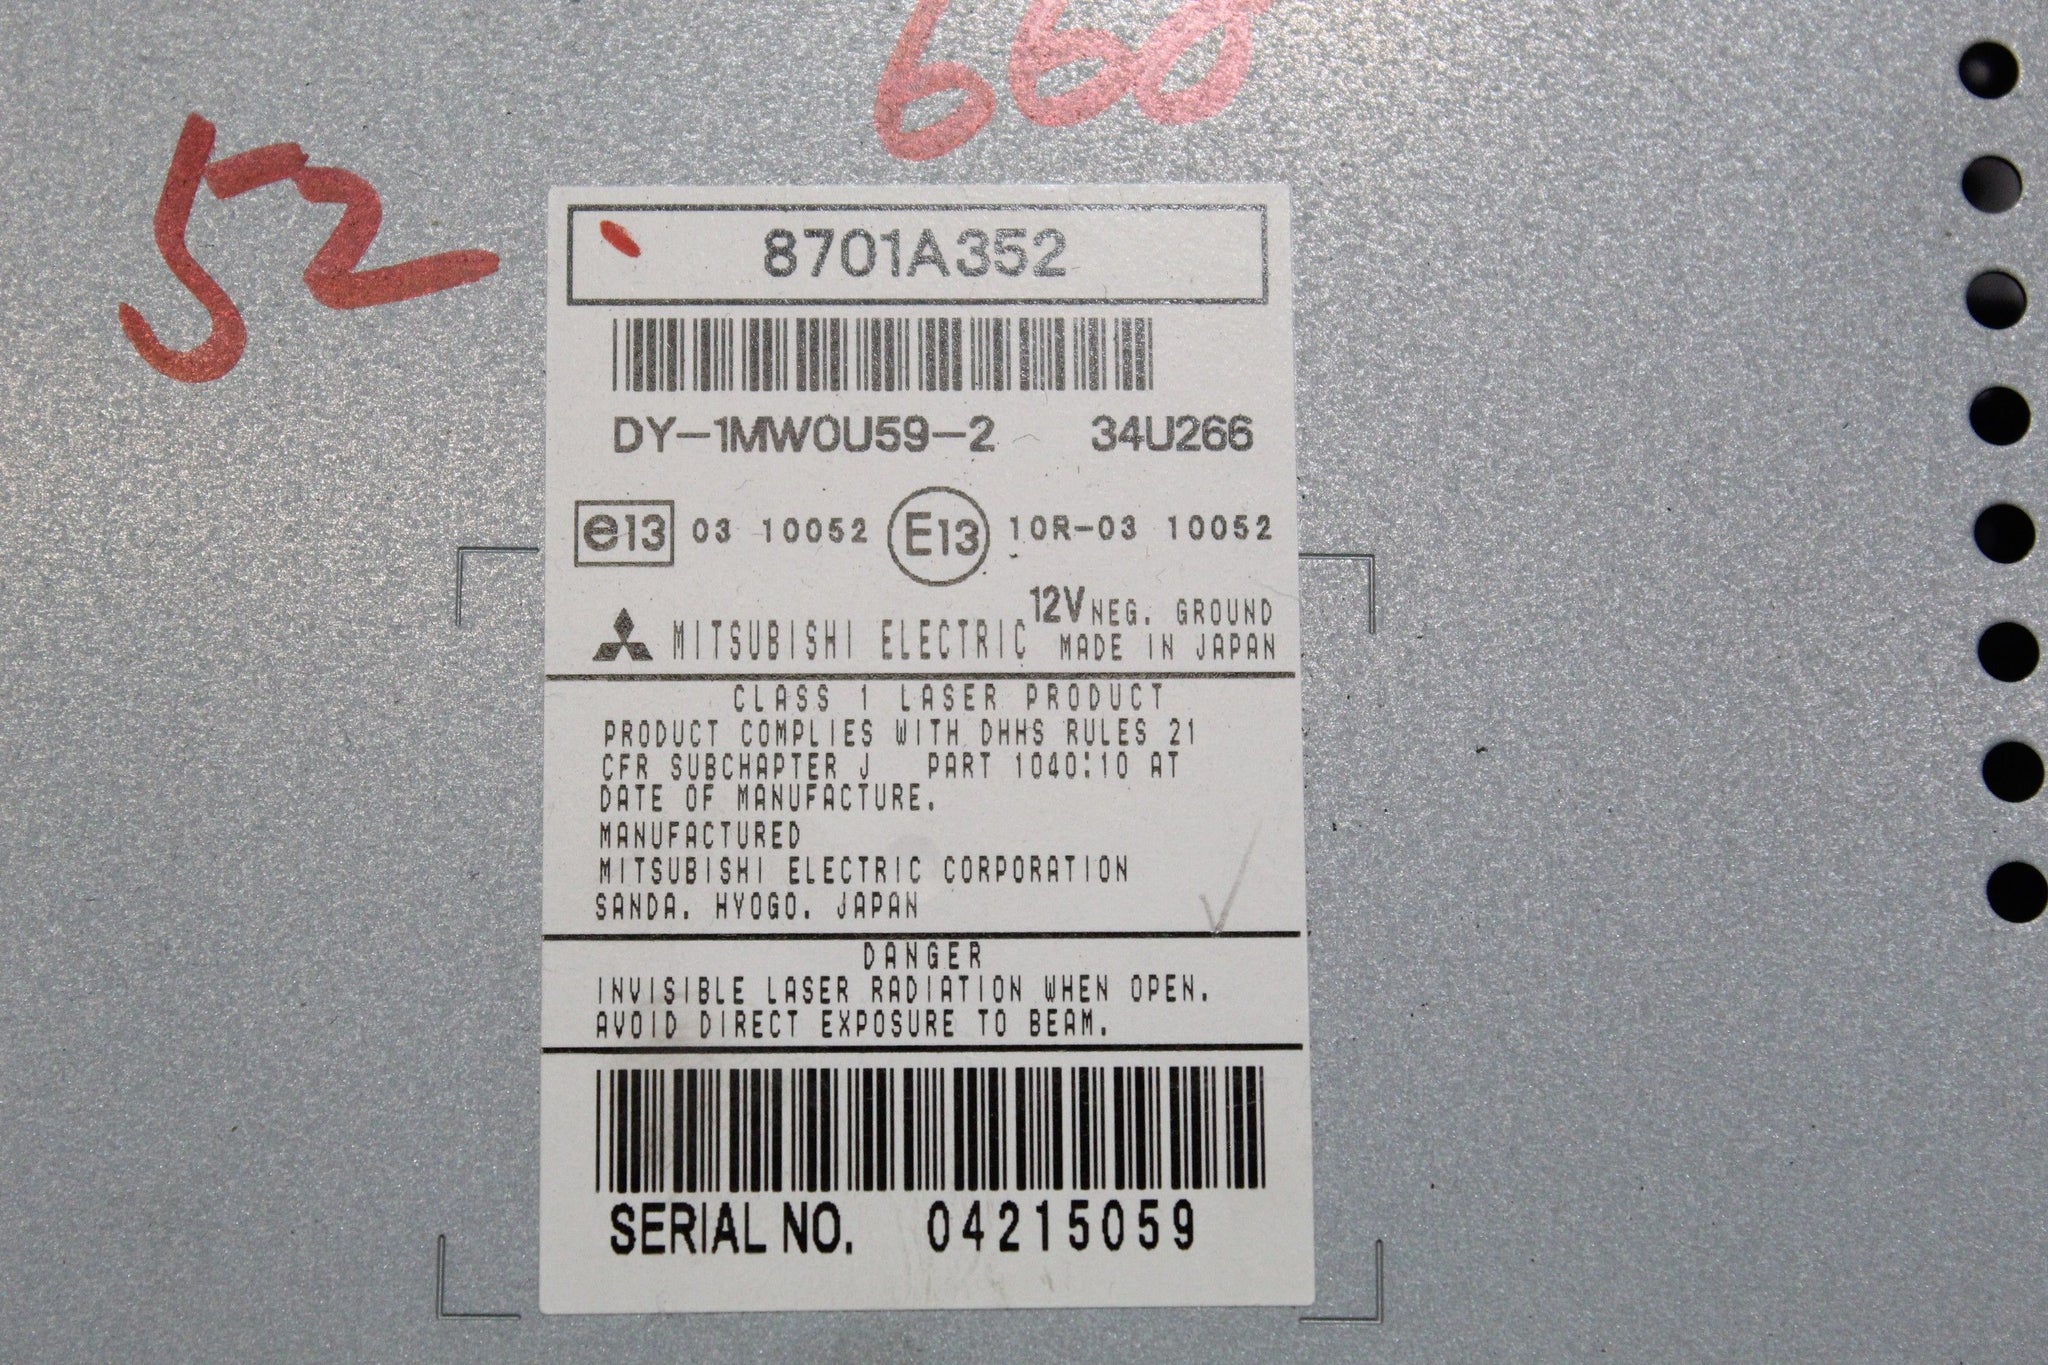 660
52
8701A352
DY-1MW0U59-2 34U266
e13 03 10052 E13 10R-03 10052
12V NEG. GROUND
MITSUBISHI ELECTRIC MADE IN JAPAN
CLASS 1 LASER PRODUCT
PRODUCT COMPLIES WITH DHHS RULES 21
CFR SUBCHAPTER J PART 1040:10 AT
DATE OF MANUFACTURE.
MANUFACTURED
MITSUBISHI ELECTRIC CORPORATION
SANDA. HYOGO. JAPAN
DANGER
INVISIBLE LASER RADIATION WHEN OPEN.
AVOID DIRECT EXPOSURE TO BEAM.
SERIAL NO. 04215059